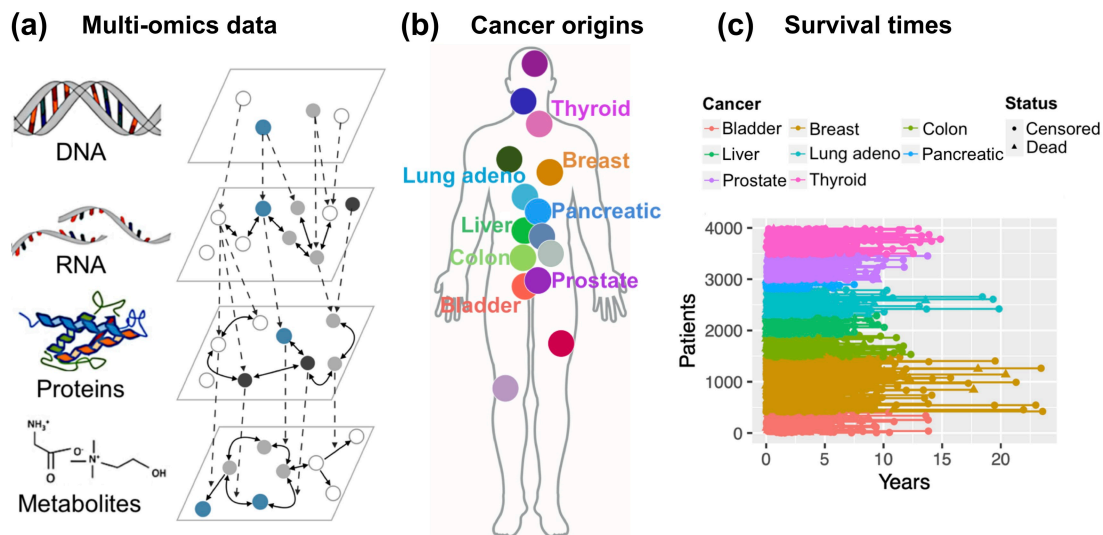 (a) Multi-omics data
DNA
RNA
Proteins
NH₃⁺
O
O⁻
N⁺
OH
Metabolites
(b) Cancer origins
Thyroid
Breast
Lung adeno
Pancreatic
Liver
Colon
Prostate
Bladder
(c) Survival times
Cancer
Bladder Breast Colon
Liver Lung adeno Pancreatic
Prostate Thyroid
Status
Censored
Dead
Patients
4000
3000
2000
1000
0
0 5 10 15 20
Years